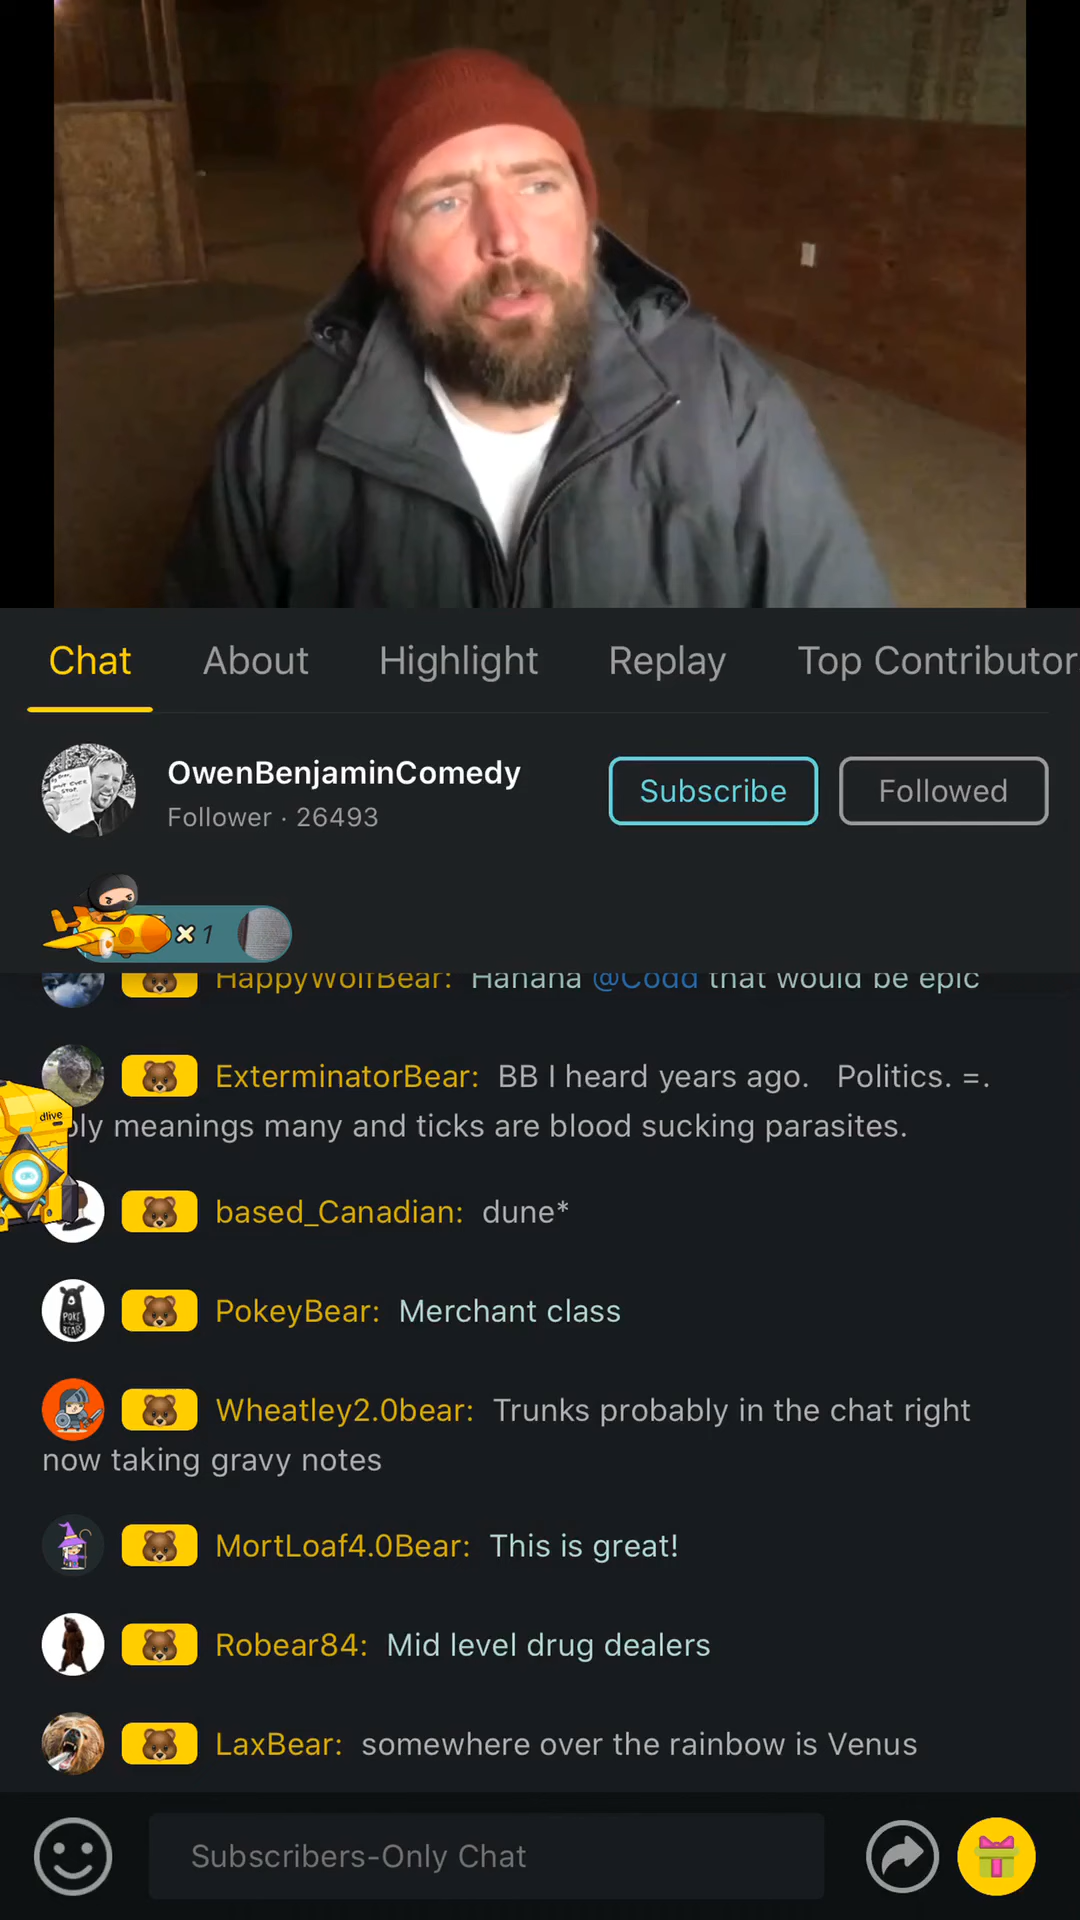 Chat About Highlight Replay Top Contributor
OwenBenjaminComedy
Follower · 26493
Subscribe
Followed
x 1
HappyWolfBear: Hahaha @Codd that would be epic
ExterminatorBear: BB I heard years ago. Politics. =.
ply meanings many and ticks are blood sucking parasites.
dlive
based_Canadian: dune*
PokeyBear: Merchant class
POKE
BEAR
Wheatley2.0bear: Trunks probably in the chat right
now taking gravy notes
MortLoaf4.0Bear: This is great!
Robear84: Mid level drug dealers
LaxBear: somewhere over the rainbow is Venus
Subscribers-Only Chat